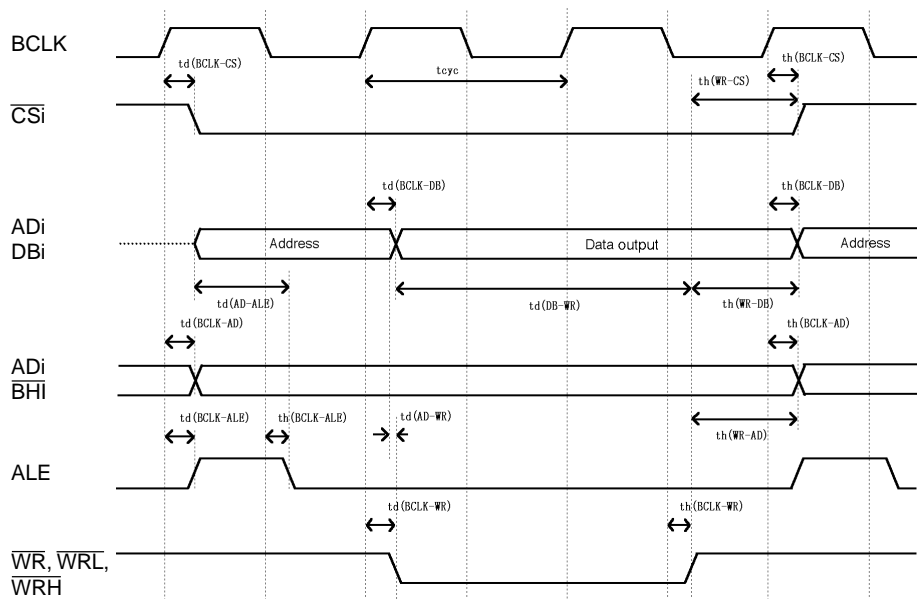 BCLK
td(BCLK-CS)
tcyc
th(BCLK-CS)
th(WR-CS)
CSi
td(BCLK-DB)
th(BCLK-DB)
ADi
DBi
Address
Data output
Address
td(AD-ALE)
td(DB-WR)
th(WR-DB)
td(BCLK-AD)
th(BCLK-AD)
ADi
BHI
td(BCLK-ALE)
th(BCLK-ALE)
td(AD-WR)
th(WR-AD)
ALE
td(BCLK-WR)
th(BCLK-WR)
WR, WRL,
WRH